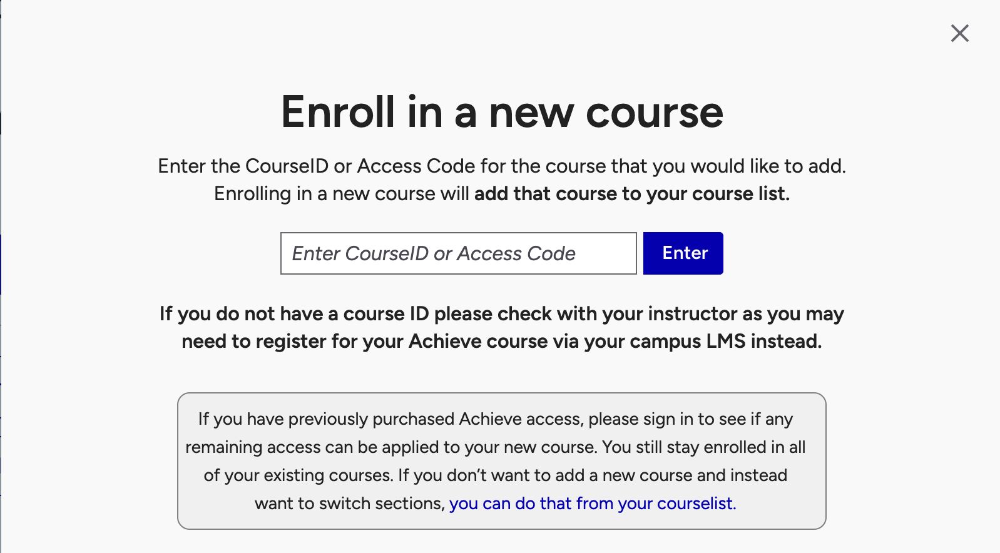 Enroll in a new course
Enter the CourseID or Access Code for the course that you would like to add.
Enrolling in a new course will add that course to your course list.
Enter CourseID or Access Code
Enter
If you do not have a course ID please check with your instructor as you may
need to register for your Achieve course via your campus LMS instead.
If you have previously purchased Achieve access, please sign in to see if any
remaining access can be applied to your new course. You still stay enrolled in all
of your existing courses. If you don’t want to add a new course and instead
want to switch sections, you can do that from your courselist.